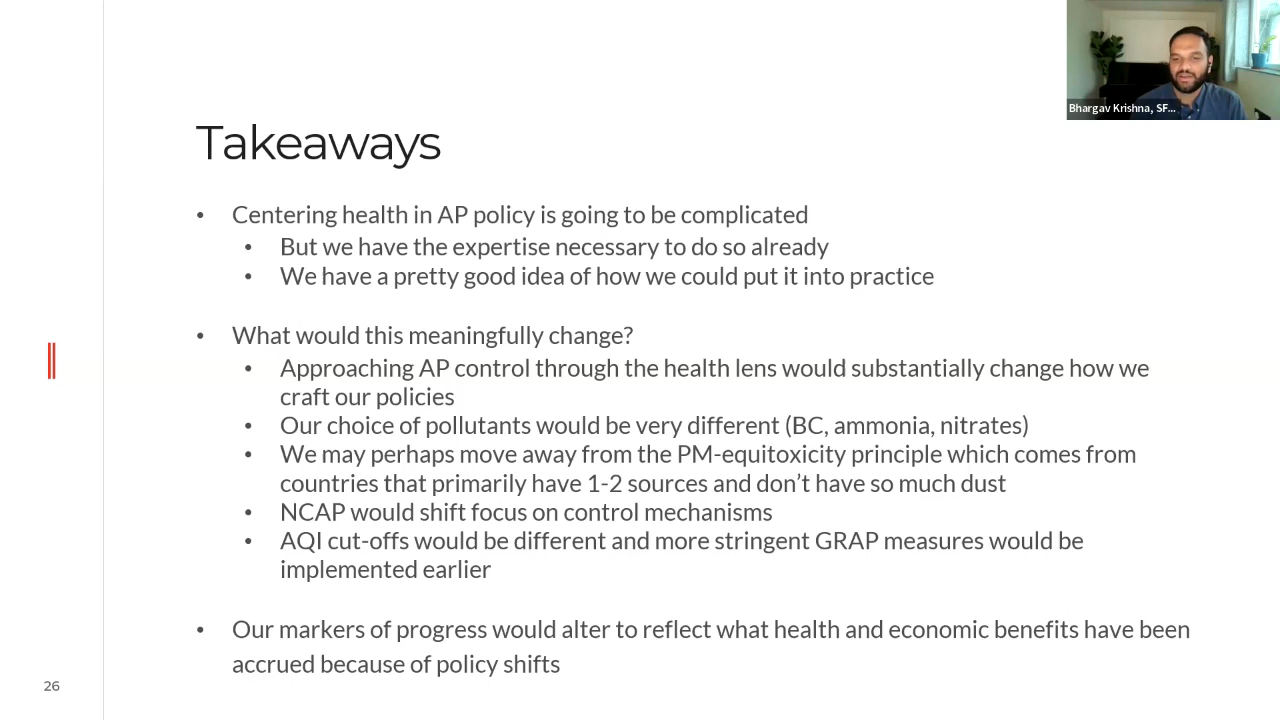 Bhargav Krishna, SF...
Takeaways
• Centering health in AP policy is going to be complicated
• But we have the expertise necessary to do so already
• We have a pretty good idea of how we could put it into practice
• What would this meaningfully change?
• Approaching AP control through the health lens would substantially change how we
craft our policies
• Our choice of pollutants would be very different (BC, ammonia, nitrates)
• We may perhaps move away from the PM-equitoxicity principle which comes from
countries that primarily have 1-2 sources and don’t have so much dust
• NCAP would shift focus on control mechanisms
• AQI cut-offs would be different and more stringent GRAP measures would be
implemented earlier
• Our markers of progress would alter to reflect what health and economic benefits have been
accrued because of policy shifts
26